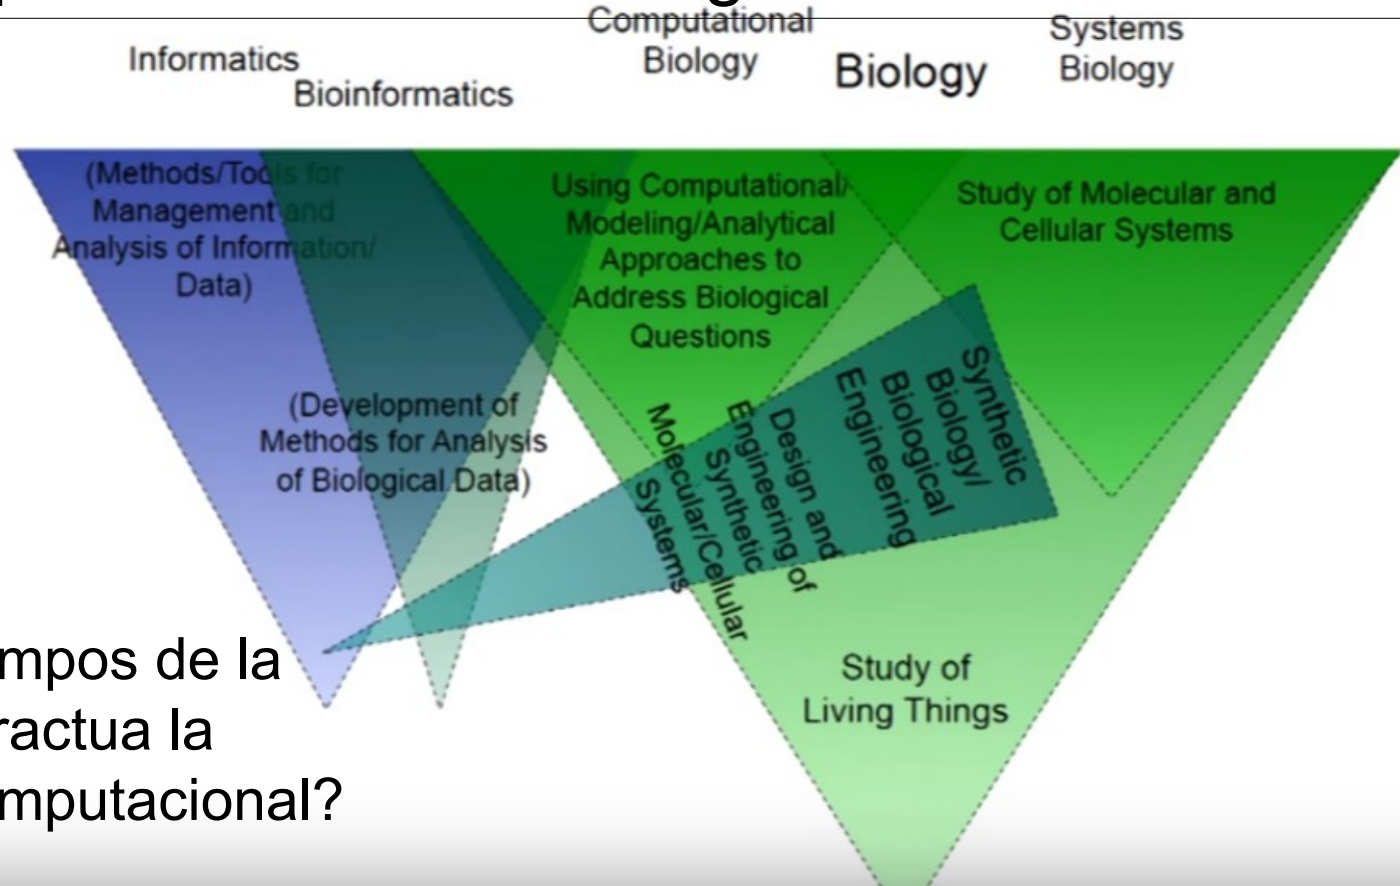 Computational
Biology
Systems
Biology
Informatics
Biology
Bioinformatics
(Methods/Tools for
Management and
Analysis of Information/
Data)
Using Computational/
Modeling/Analytical
Approaches to
Address Biological
Questions
Study of Molecular and
Cellular Systems
(Development of
Methods for Analysis
of Biological Data)
Synthetic
Biology/
Biological
Engineering
Design and
Engineering of
Synthetic
Molecular/Cellular
Systems
Study of
Living Things
mpos de la
ractua la
mputacional?